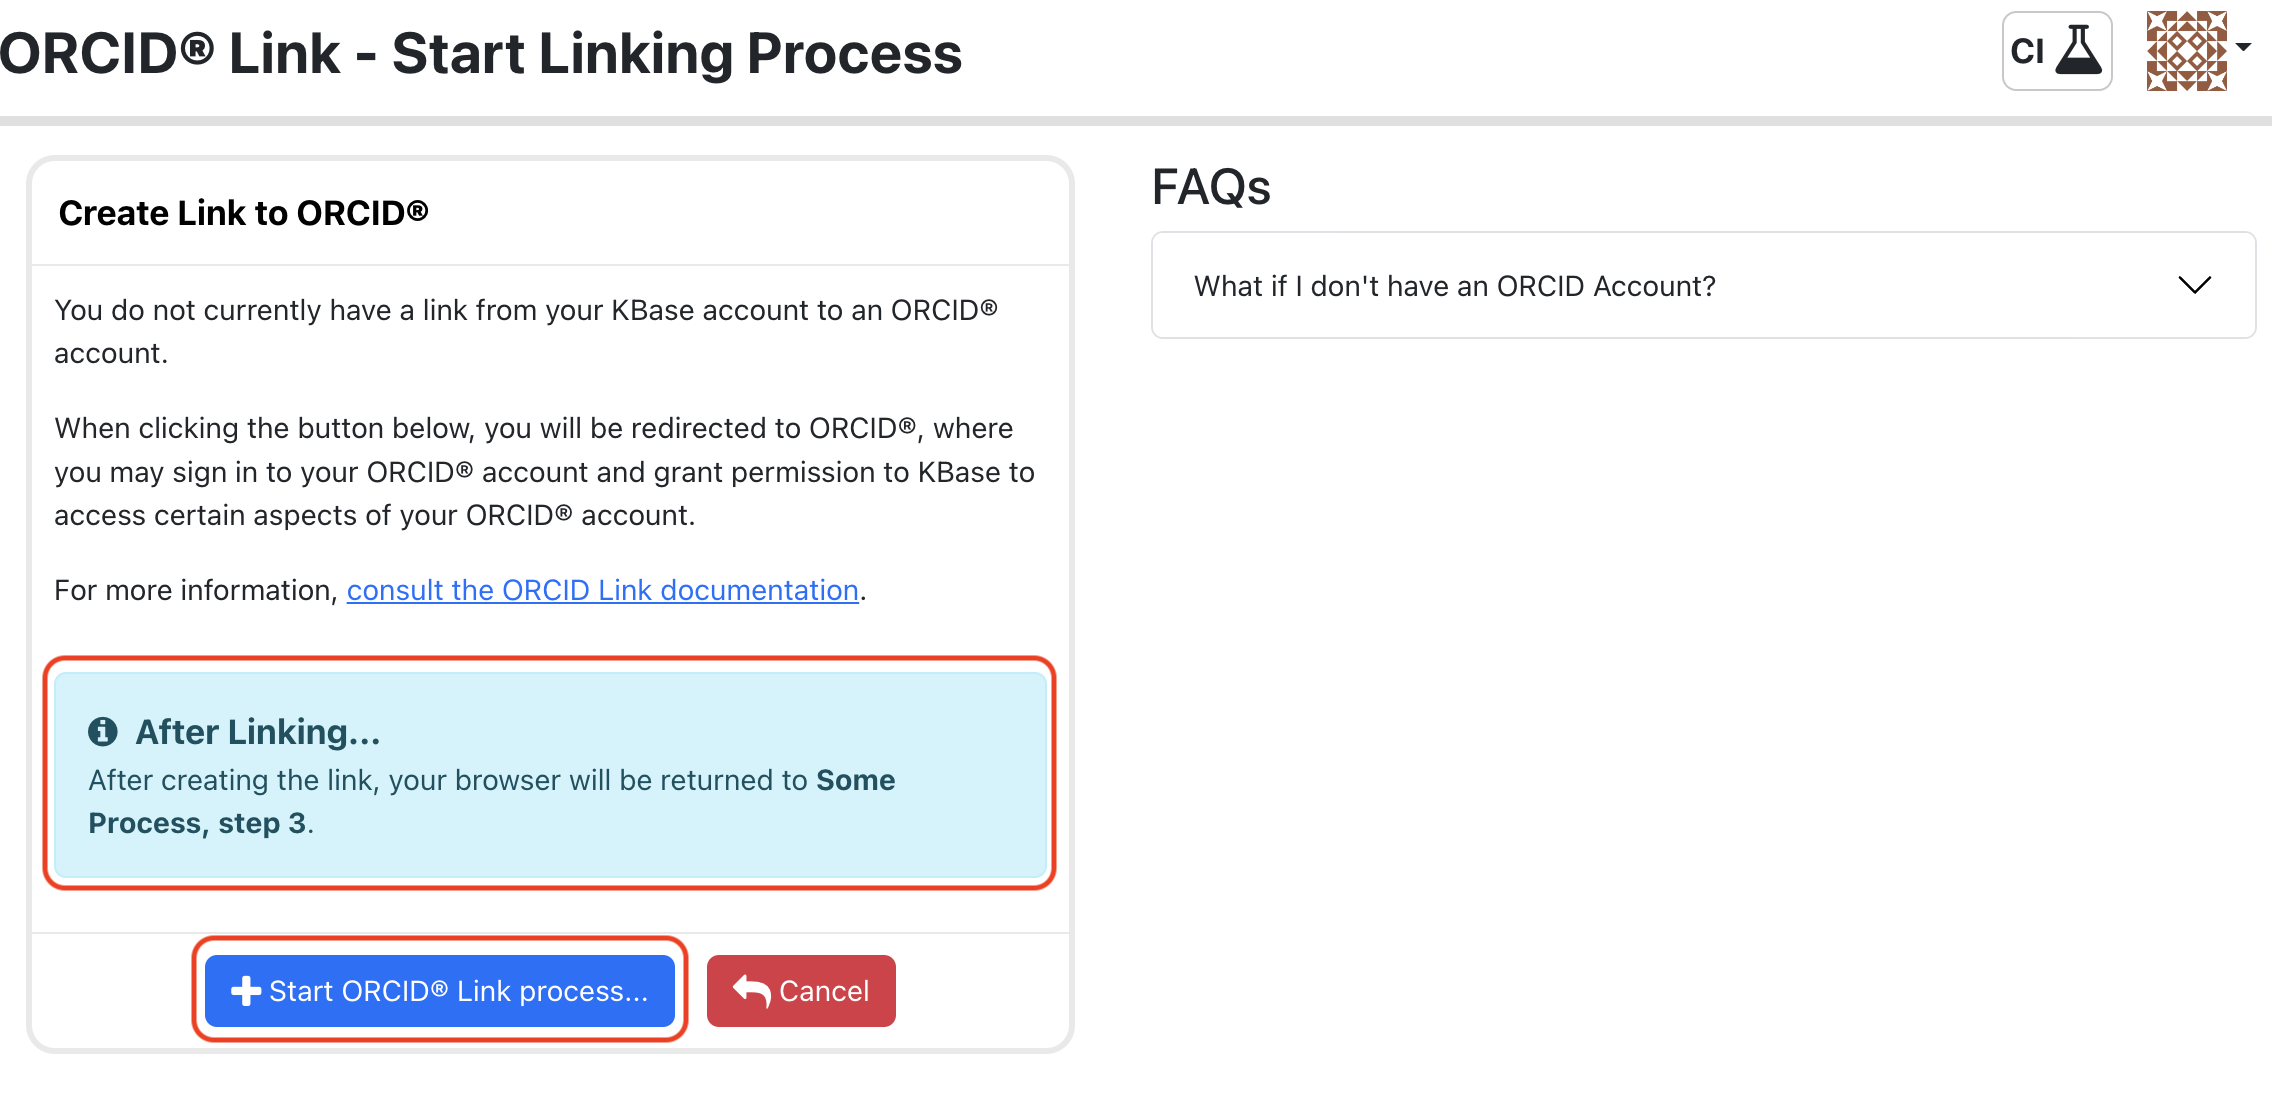 ORCID® Link - Start Linking Process
CI
Create Link to ORCID®
You do not currently have a link from your KBase account to an ORCID®
account.
When clicking the button below, you will be redirected to ORCID®, where
you may sign in to your ORCID® account and grant permission to KBase to
access certain aspects of your ORCID® account.
For more information, consult the ORCID Link documentation.
After Linking...
After creating the link, your browser will be returned to Some
Process, step 3.
Start ORCID® Link process...
Cancel
FAQs
What if I don't have an ORCID Account?